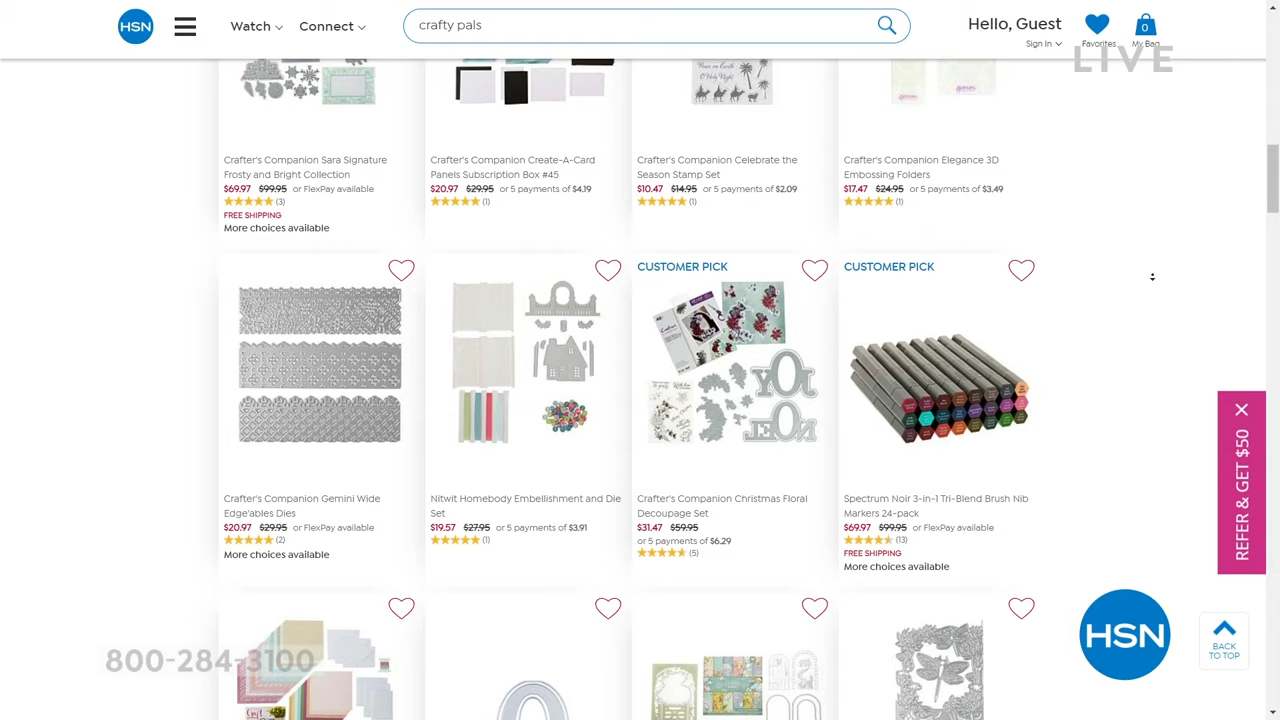 HSN
Watch
Connect
crafty pals
Hello, Guest
Sign In
Favorites
0
My Bag
LIVE
Crafter's Companion Sara Signature
Frosty and Bright Collection
$69.97 $99.95 or FlexPay available
(3)
FREE SHIPPING
More choices available
Crafter's Companion Create-A-Card
Panels Subscription Box #45
$20.97 $29.95 or 5 payments of $4.19
(1)
Crafter's Companion Celebrate the
Season Stamp Set
$10.47 $14.95 or 5 payments of $2.09
(1)
Crafter's Companion Elegance 3D
Embossing Folders
$17.47 $24.95 or 5 payments of $3.49
(1)
Crafter's Companion Gemini Wide
Edge'ables Dies
$20.97 $29.95 or FlexPay available
(2)
More choices available
Nitwit Homebody Embellishment and Die
Set
$19.57 $27.95 or 5 payments of $3.91
(1)
CUSTOMER PICK
JOY
NOEL
Crafter's Companion Christmas Floral
Decoupage Set
$31.47 $59.95
or 5 payments of $6.29
(5)
CUSTOMER PICK
Spectrum Noir 3-in-1 Tri-Blend Brush Nib
Markers 24-pack
$69.97 $99.95 or FlexPay available
(13)
FREE SHIPPING
More choices available
REFER & GET $50
HSN
BACK
TO TOP
800-284-3100